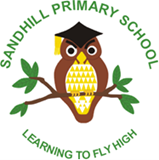 SANDHILL PRIMARY SCHOOL
LEARNING TO FLY HIGH